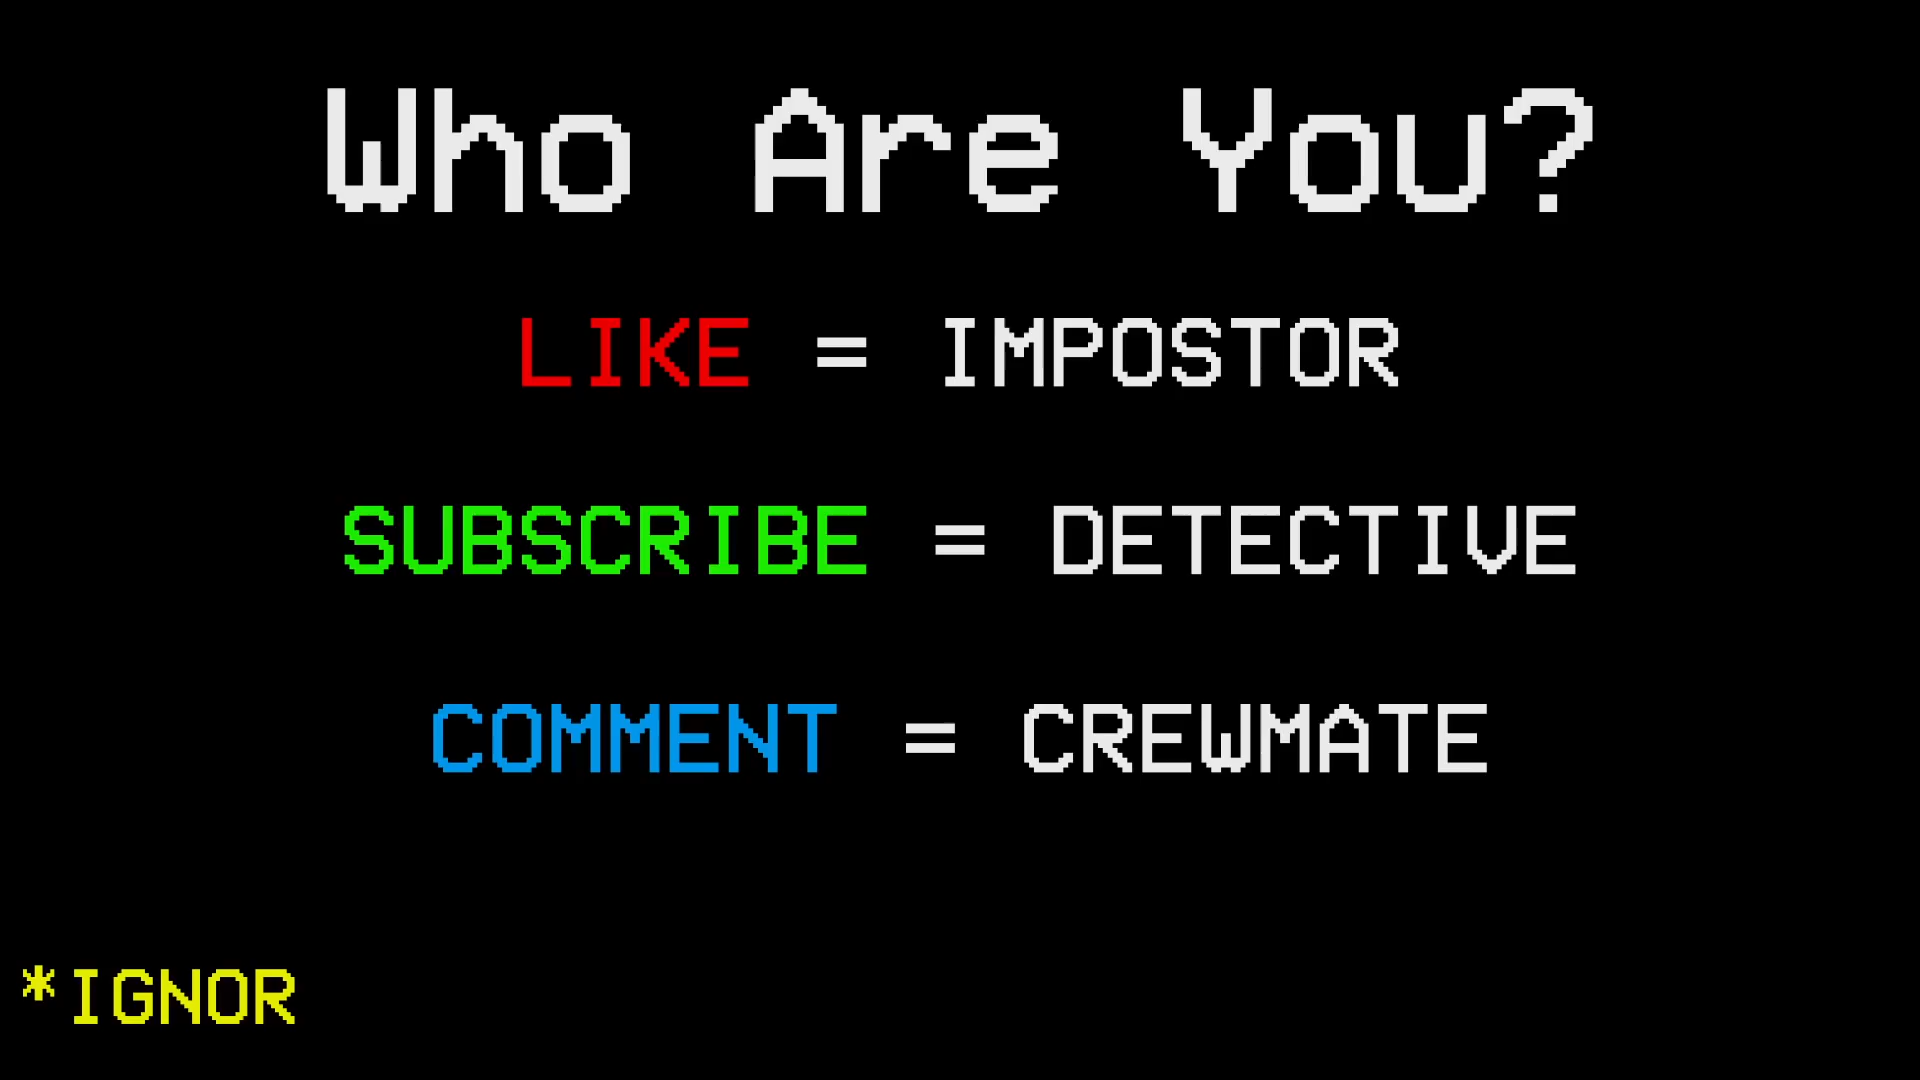 Who Are You?
LIKE = IMPOSTOR
SUBSCRIBE = DETECTIVE
COMMENT = CREWMATE
*IGNOR